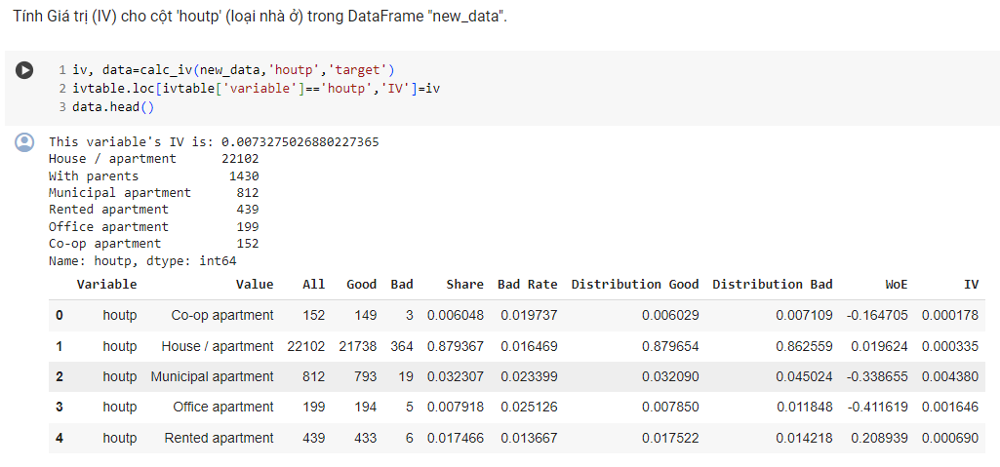 Tính Giá trị (IV) cho cột 'houtp' (loại nhà ở) trong DataFrame "new_data".
1 iv, data=calc_iv(new_data,'houtp','target')
2 ivtable.loc[ivtable['variable']=='houtp','IV']=iv
3 data.head()
This variable's IV is: 0.0073275026880227365
House / apartment 22102
With parents 1430
Municipal apartment 812
Rented apartment 439
Office apartment 199
Co-op apartment 152
Name: houtp, dtype: int64
Variable Value All Good Bad Share Bad Rate Distribution Good Distribution Bad WoE IV
0 houtp Co-op apartment 152 149 3 0.006048 0.019737 0.006029 0.007109 -0.164705 0.000178
1 houtp House / apartment 22102 21738 364 0.879367 0.016469 0.879654 0.862559 0.019624 0.000335
2 houtp Municipal apartment 812 793 19 0.032307 0.023399 0.032090 0.045024 -0.338655 0.004380
3 houtp Office apartment 199 194 5 0.007918 0.025126 0.007850 0.011848 -0.411619 0.001646
4 houtp Rented apartment 439 433 6 0.017466 0.013667 0.017522 0.014218 0.208939 0.000690